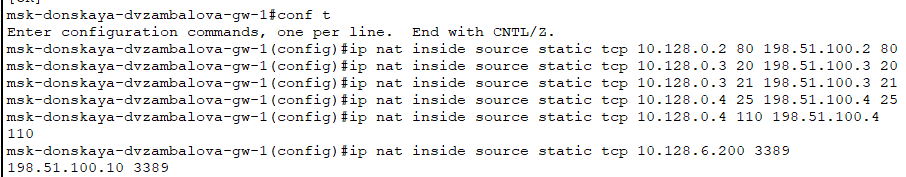 msk-donskaya-dvzambalova-gw-1#conf t
Enter configuration commands, one per line.  End with CNTL/Z.
msk-donskaya-dvzambalova-gw-1(config)#ip nat inside source static tcp 10.128.0.2 80 198.51.100.2 80
msk-donskaya-dvzambalova-gw-1(config)#ip nat inside source static tcp 10.128.0.3 20 198.51.100.3 20
msk-donskaya-dvzambalova-gw-1(config)#ip nat inside source static tcp 10.128.0.3 21 198.51.100.3 21
msk-donskaya-dvzambalova-gw-1(config)#ip nat inside source static tcp 10.128.0.4 25 198.51.100.4 25
msk-donskaya-dvzambalova-gw-1(config)#ip nat inside source static tcp 10.128.0.4 110 198.51.100.4
110
msk-donskaya-dvzambalova-gw-1(config)#ip nat inside source static tcp 10.128.6.200 3389
198.51.100.10 3389